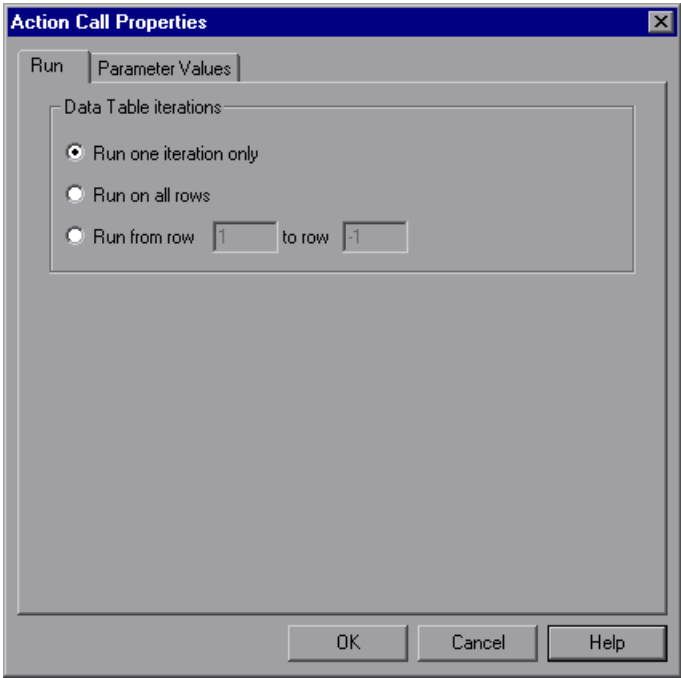 Action Call Properties
Run Parameter Values
Data Table iterations
Run one iteration only
Run on all rows
Run from row 1 to row -1
OK Cancel Help